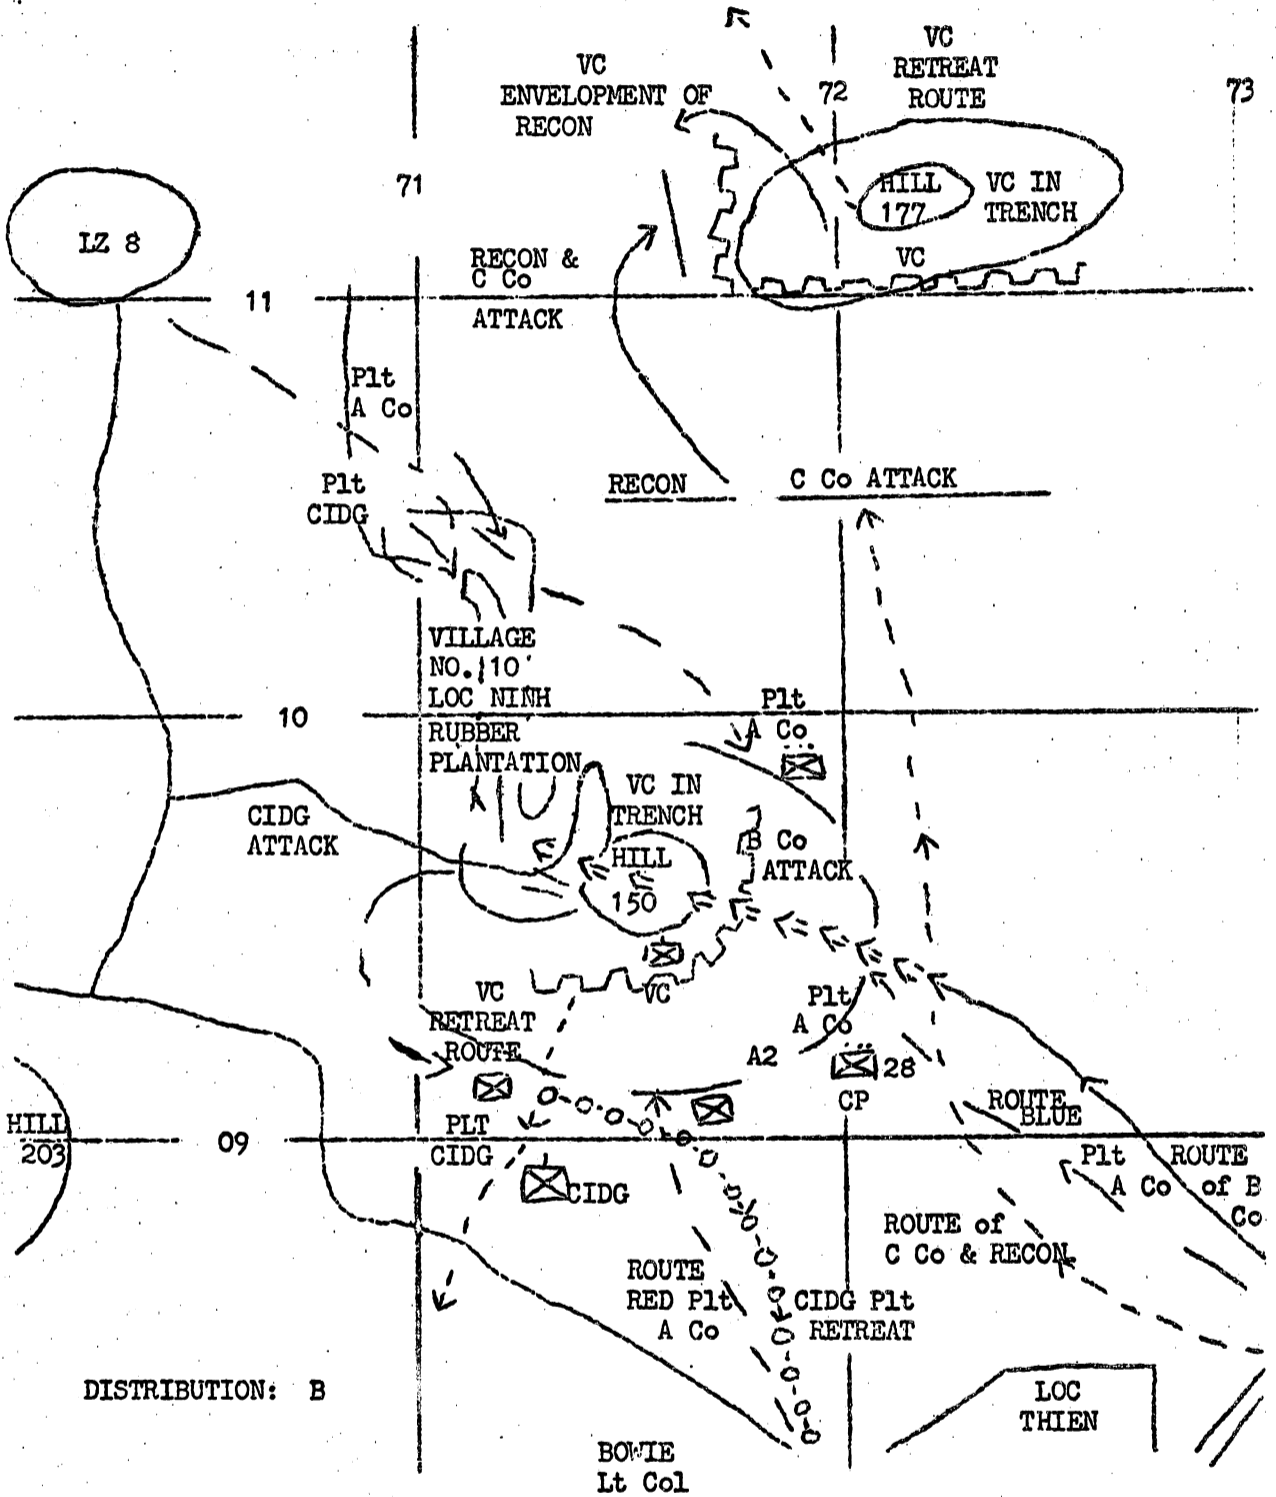 VC
RETREAT
ROUTE
VC
ENVELOPMENT OF
RECON
72
73
71
HILL
177
VC IN
TRENCH
LZ 8
VC
RECON &
C Co
ATTACK
11
Plt
A Co
Plt
CIDG
RECON
C Co ATTACK
VILLAGE
NO. 10
LOC NINH
RUBBER
PLANTATION
10
Plt
A Co
VC IN
TRENCH
CIDG
ATTACK
B Co
ATTACK
HILL
150
VC
RETREAT
ROUTE
VC
Plt
A Co
A2
28
CP
HILL
203
09
PLT
CIDG
CIDG
ROUTE
BLUE
Plt
A Co
ROUTE
of B
Co
ROUTE of
C Co & RECON
ROUTE
RED Plt
A Co
CIDG Plt
RETREAT
DISTRIBUTION: B
LOC
THIEN
BOWIE
Lt Col